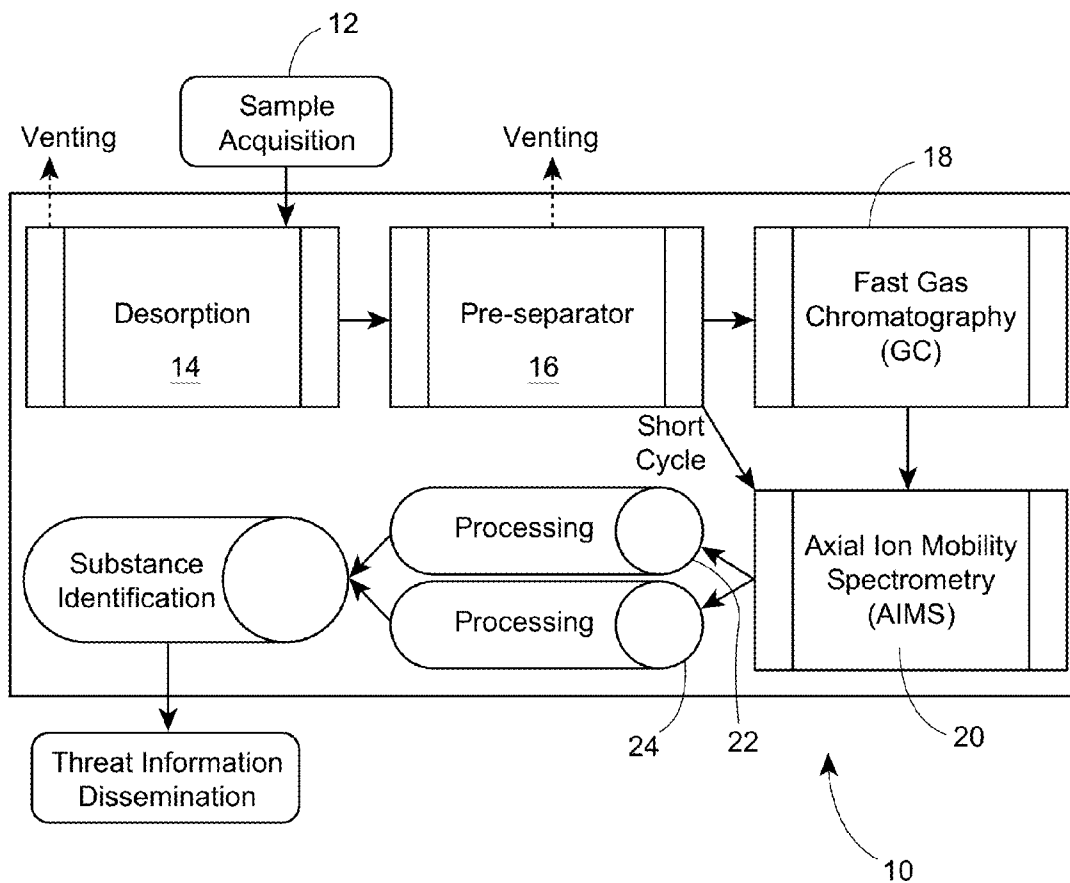 12
Sample
Acquisition
Venting
Venting
18
Desorption
14
Pre-separator
16
Fast Gas
Chromatography
(GC)
Short
Cycle
Substance
Identification
Processing
Processing
Axial Ion Mobility
Spectrometry
(AIMS)
24
22
20
Threat Information
Dissemination
10